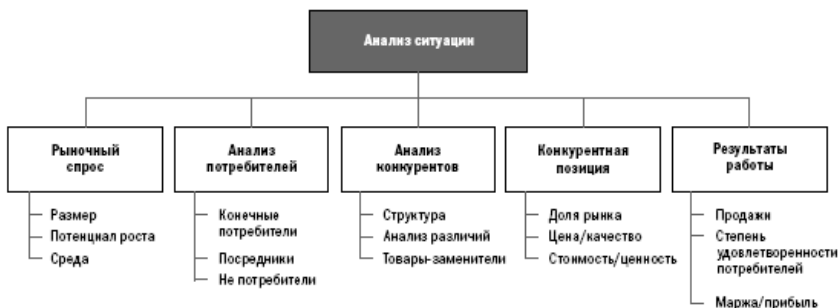 Анализ ситуации
Рыночный
спрос
Размер
Потенциал роста
Среда
Анализ
потребителей
Конечные
потребители
Посредники
Не потребители
Анализ
конкурентов
Структура
Анализ различий
Товары-заменители
Конкурентная
позиция
Доля рынка
Цена/качество
Стоимость/ценность
Результаты
работы
Продажи
Степень
удовлетворенности
потребителей
Маржа/прибыль